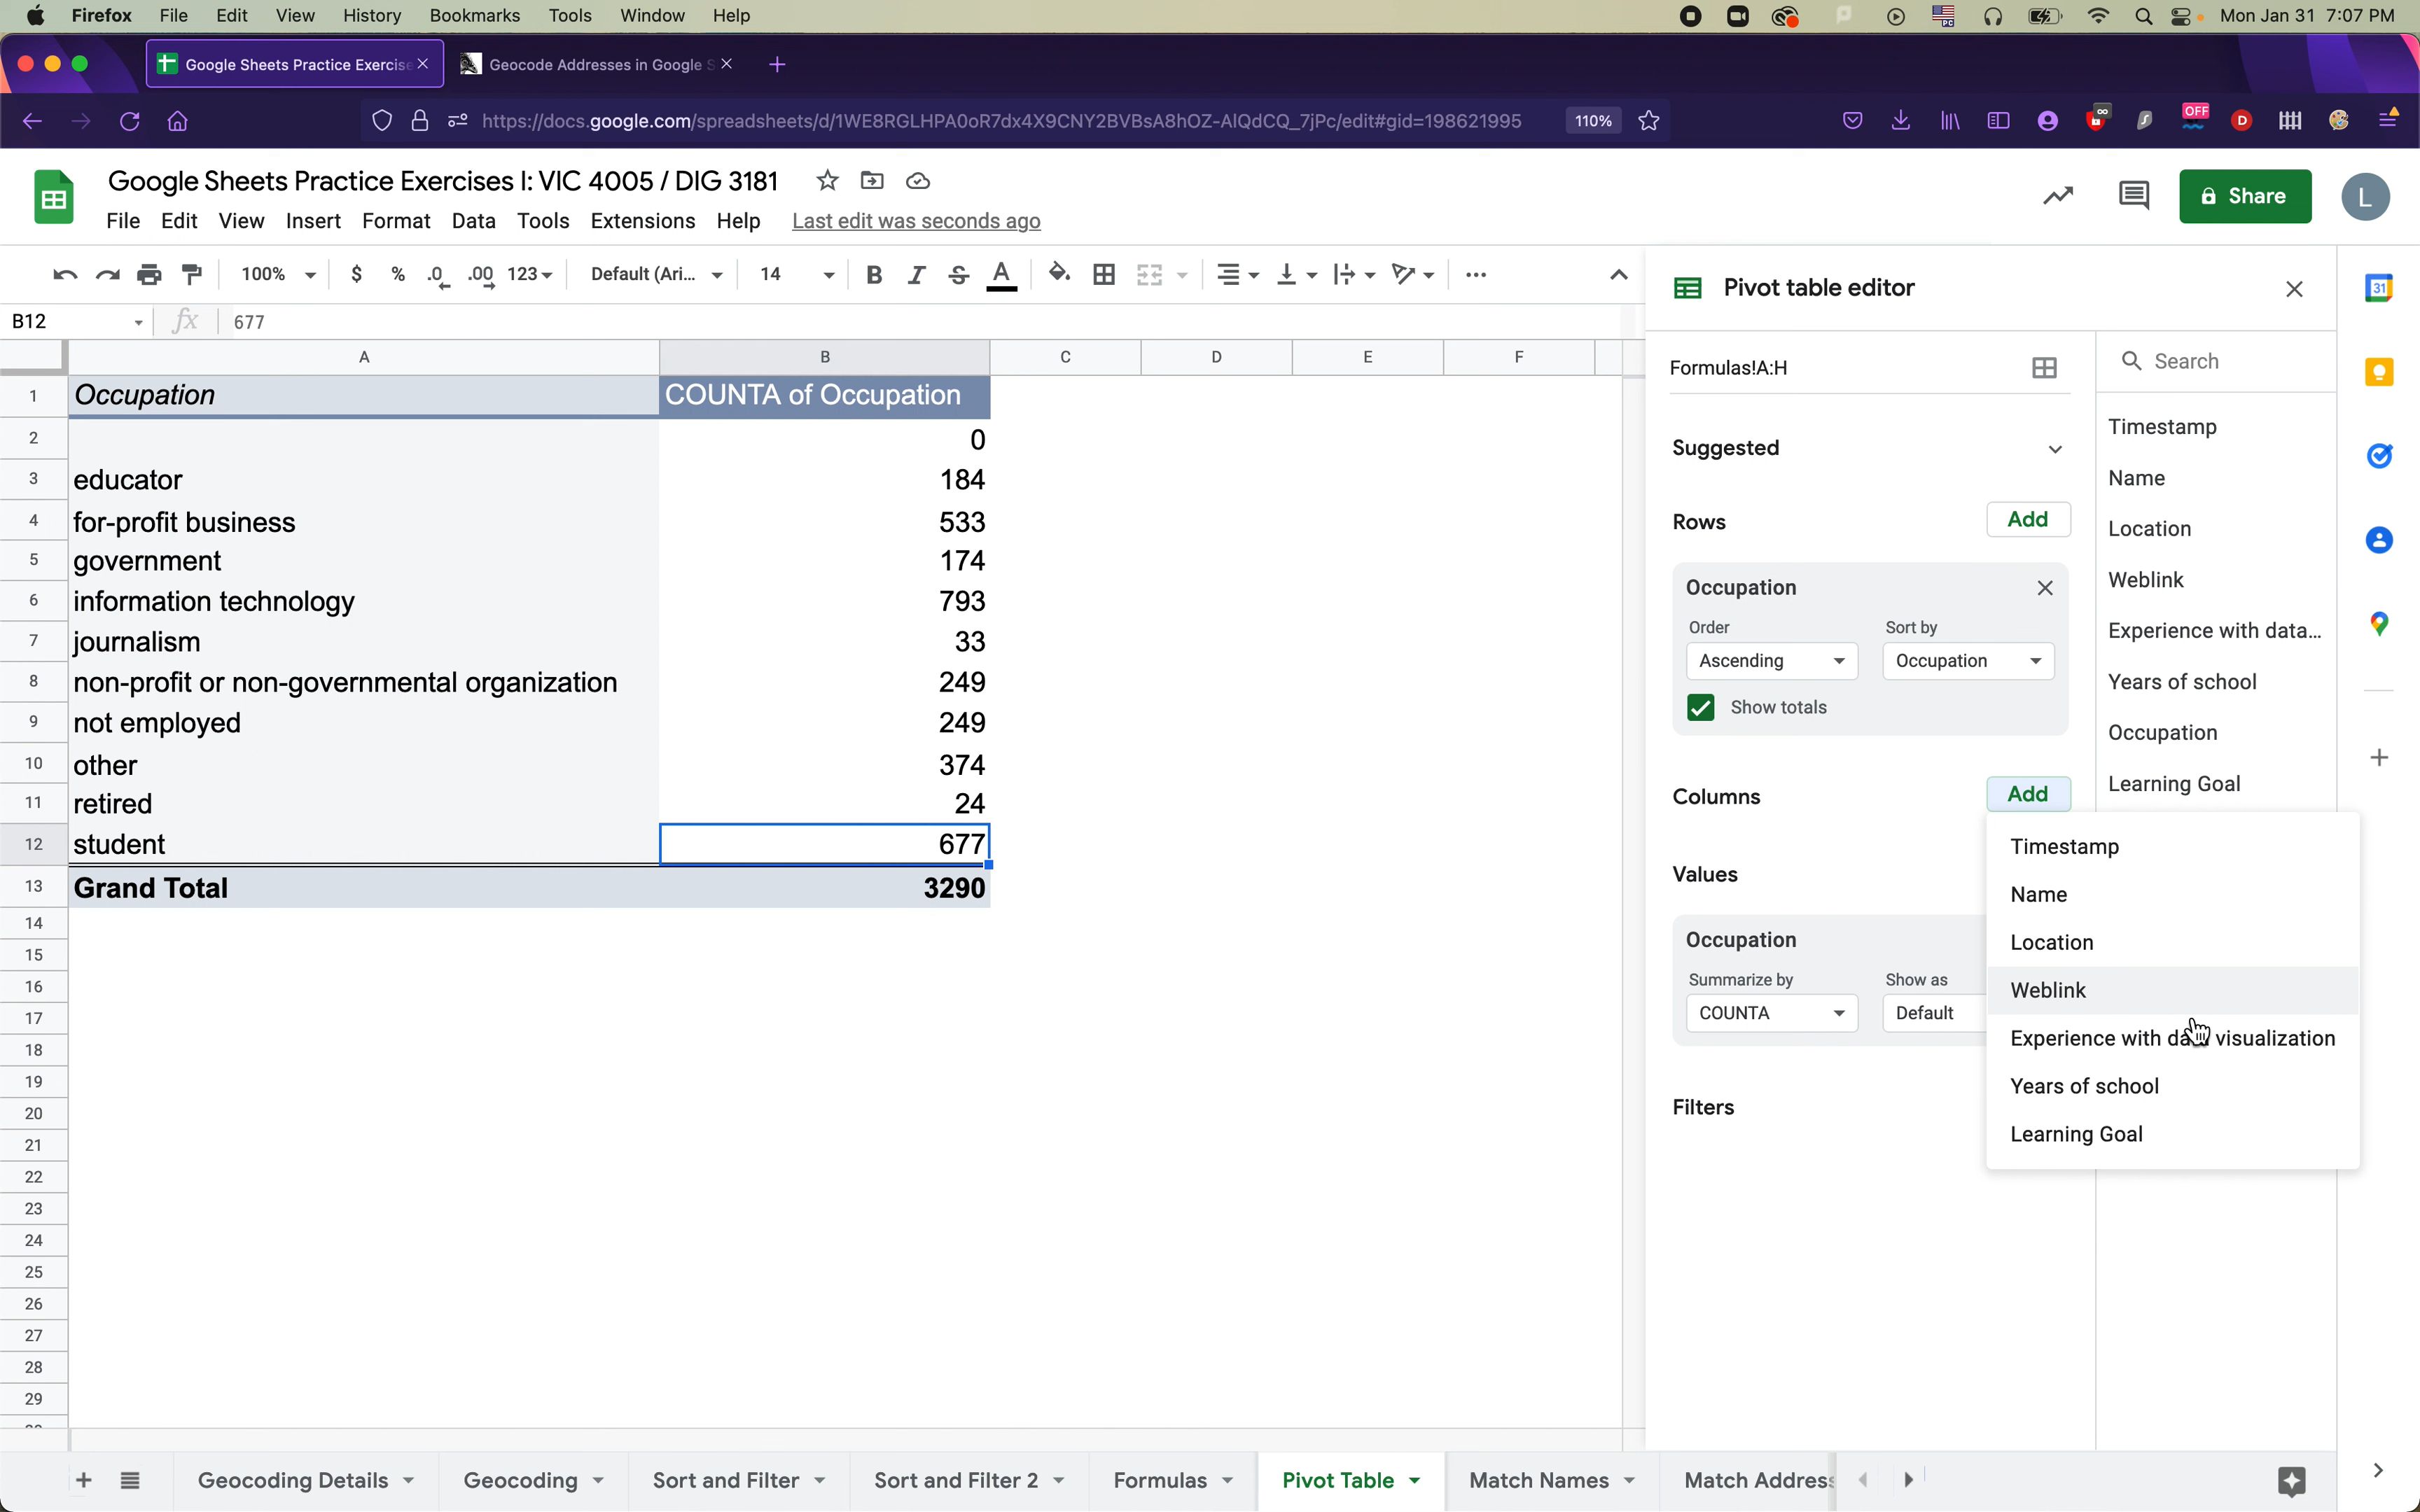 Firefox File Edit View History Bookmarks Tools Window Help Mon Jan 31 7:07 PM
Google Sheets Practice Exercise Geocode Addresses in Google S
https://docs.google.com/spreadsheets/d/1WE8RGLHPA0oR7dx4X9CNY2BVBsA8hOZ-AIQdCQ_7jPc/edit#gid=198621995 110% OFF D
Google Sheets Practice Exercises I: VIC 4005 / DIG 3181
File Edit View Insert Format Data Tools Extensions Help Last edit was seconds ago
Share L
100% $ % .0 .00 123 Default (Ari... 14 B I S A
B12 fx 677
A B C D E F
1 Occupation COUNTA of Occupation
2 0
3 educator 184
4 for-profit business 533
5 government 174
6 information technology 793
7 journalism 33
8 non-profit or non-governmental organization 249
9 not employed 249
10 other 374
11 retired 24
12 student 677
13 Grand Total 3290
14
15
16
17
18
19
20
21
22
23
24
25
26
27
28
29
Pivot table editor
Formulas!A:H
Suggested
Rows Add
Occupation
Order Sort by
Ascending Occupation
Show totals
Columns Add
Values
Occupation
Summarize by Show as
COUNTA Default
Filters
Search
Timestamp
Name
Location
Weblink
Experience with data...
Years of school
Occupation
Learning Goal
Timestamp
Name
Location
Weblink
Experience with data visualization
Years of school
Learning Goal
31
Geocoding Details Geocoding Sort and Filter Sort and Filter 2 Formulas Pivot Table Match Names Match Address